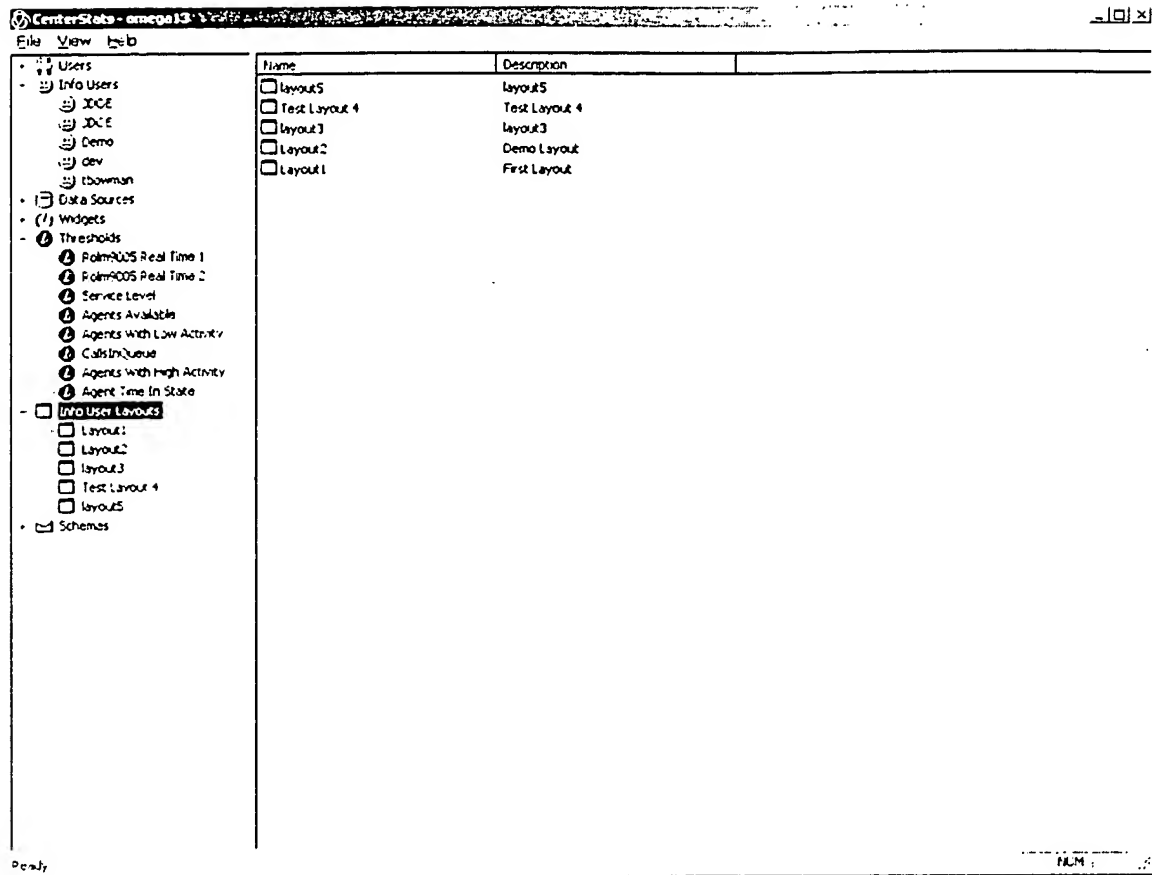 CenterStats - omega13
File View Help
Users
Info Users
JDOE
JDOE
Demo
dev
tbowman
Data Sources
Widgets
Thresholds
Rolm9005 Real Time 1
Rolm9005 Real Time 2
Service Level
Agents Available
Agents With Low Activity
CallsInQueue
Agents With High Activity
Agent Time In State
Info User Layouts
Layout1
Layout2
layout3
Test Layout 4
layout5
Schemes
Name Description
layout5 layout5
Test Layout 4 Test Layout 4
layout3 layout3
Layout2 Demo Layout
Layout1 First Layout
Ready NUM